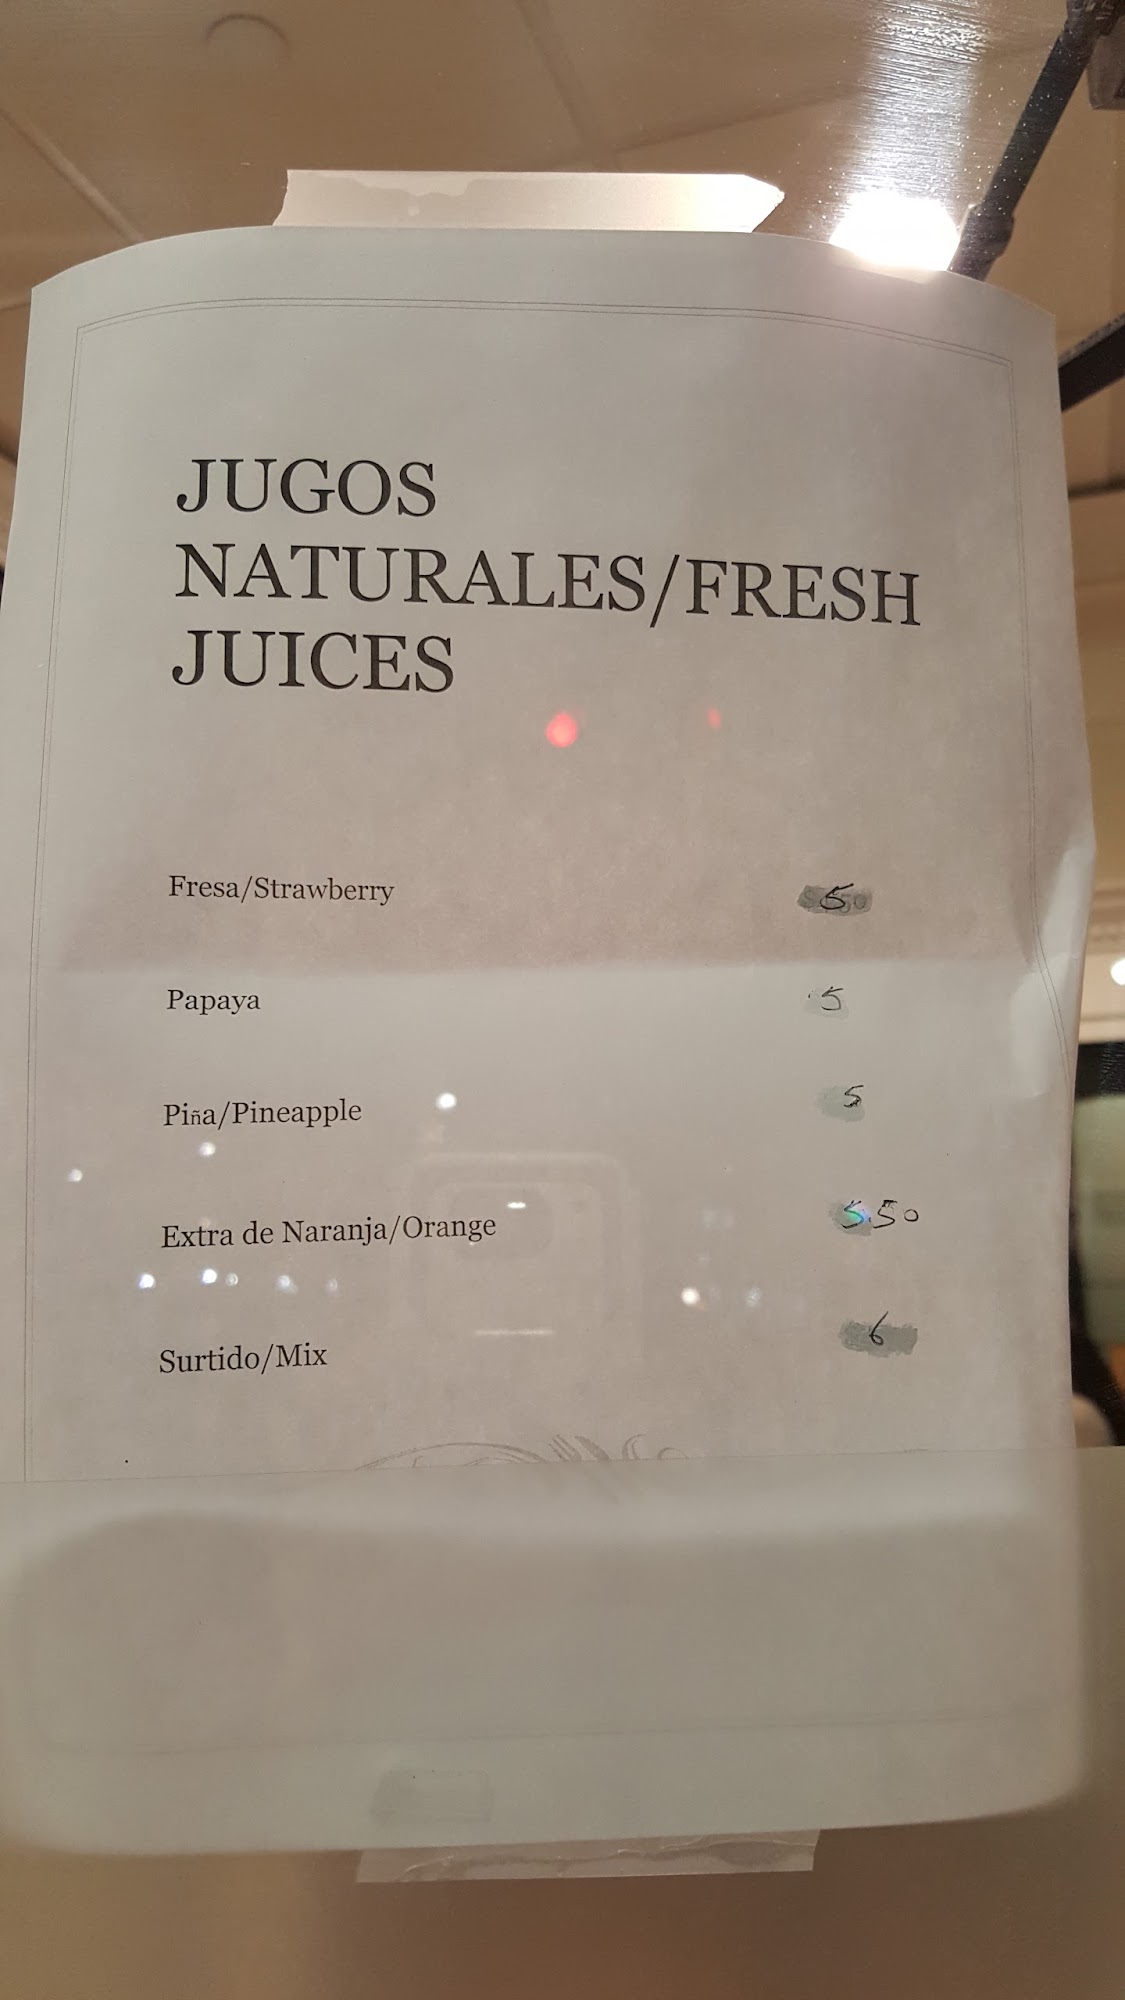 JUGOS
NATURALES/FRESH
JUICES
Fresa/Strawberry 5
Papaya 5
Piña/Pineapple 5
Extra de Naranja/Orange 5.50
Surtido/Mix 6